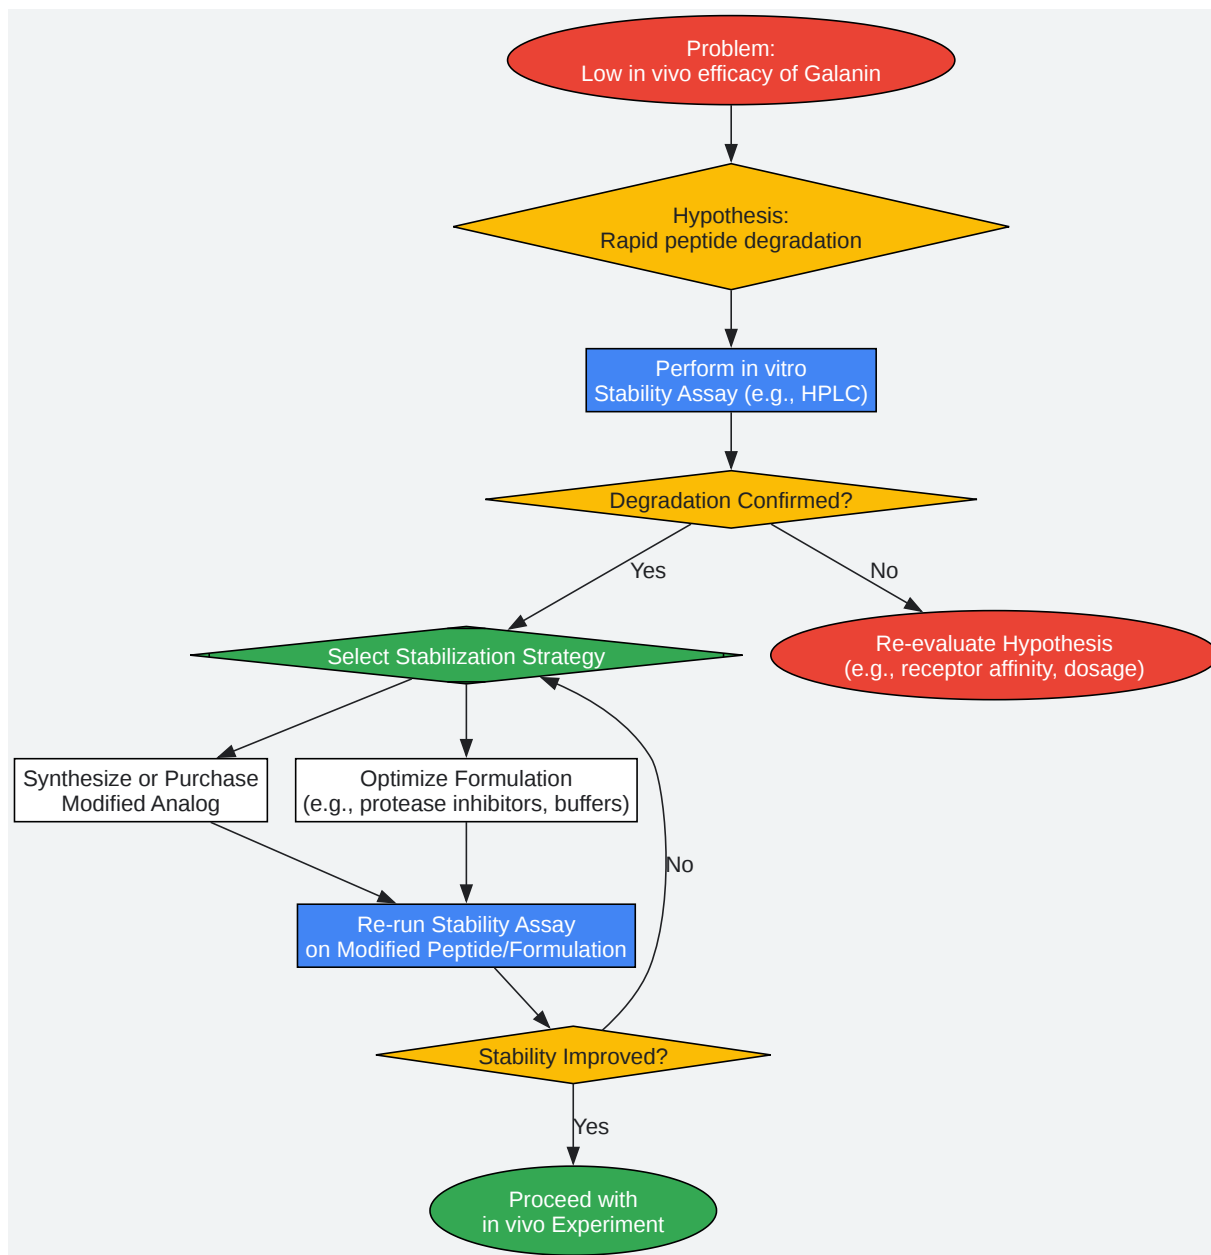 Problem:
Low in vivo efficacy of Galanin
Hypothesis:
Rapid peptide degradation
Perform in vitro
Stability Assay (e.g., HPLC)
Degradation Confirmed?
Yes
No
Select Stabilization Strategy
Re-evaluate Hypothesis
(e.g., receptor affinity, dosage)
Synthesize or Purchase
Modified Analog
Optimize Formulation
(e.g., protease inhibitors, buffers)
No
Re-run Stability Assay
on Modified Peptide/Formulation
Stability Improved?
Yes
Proceed with
in vivo Experiment